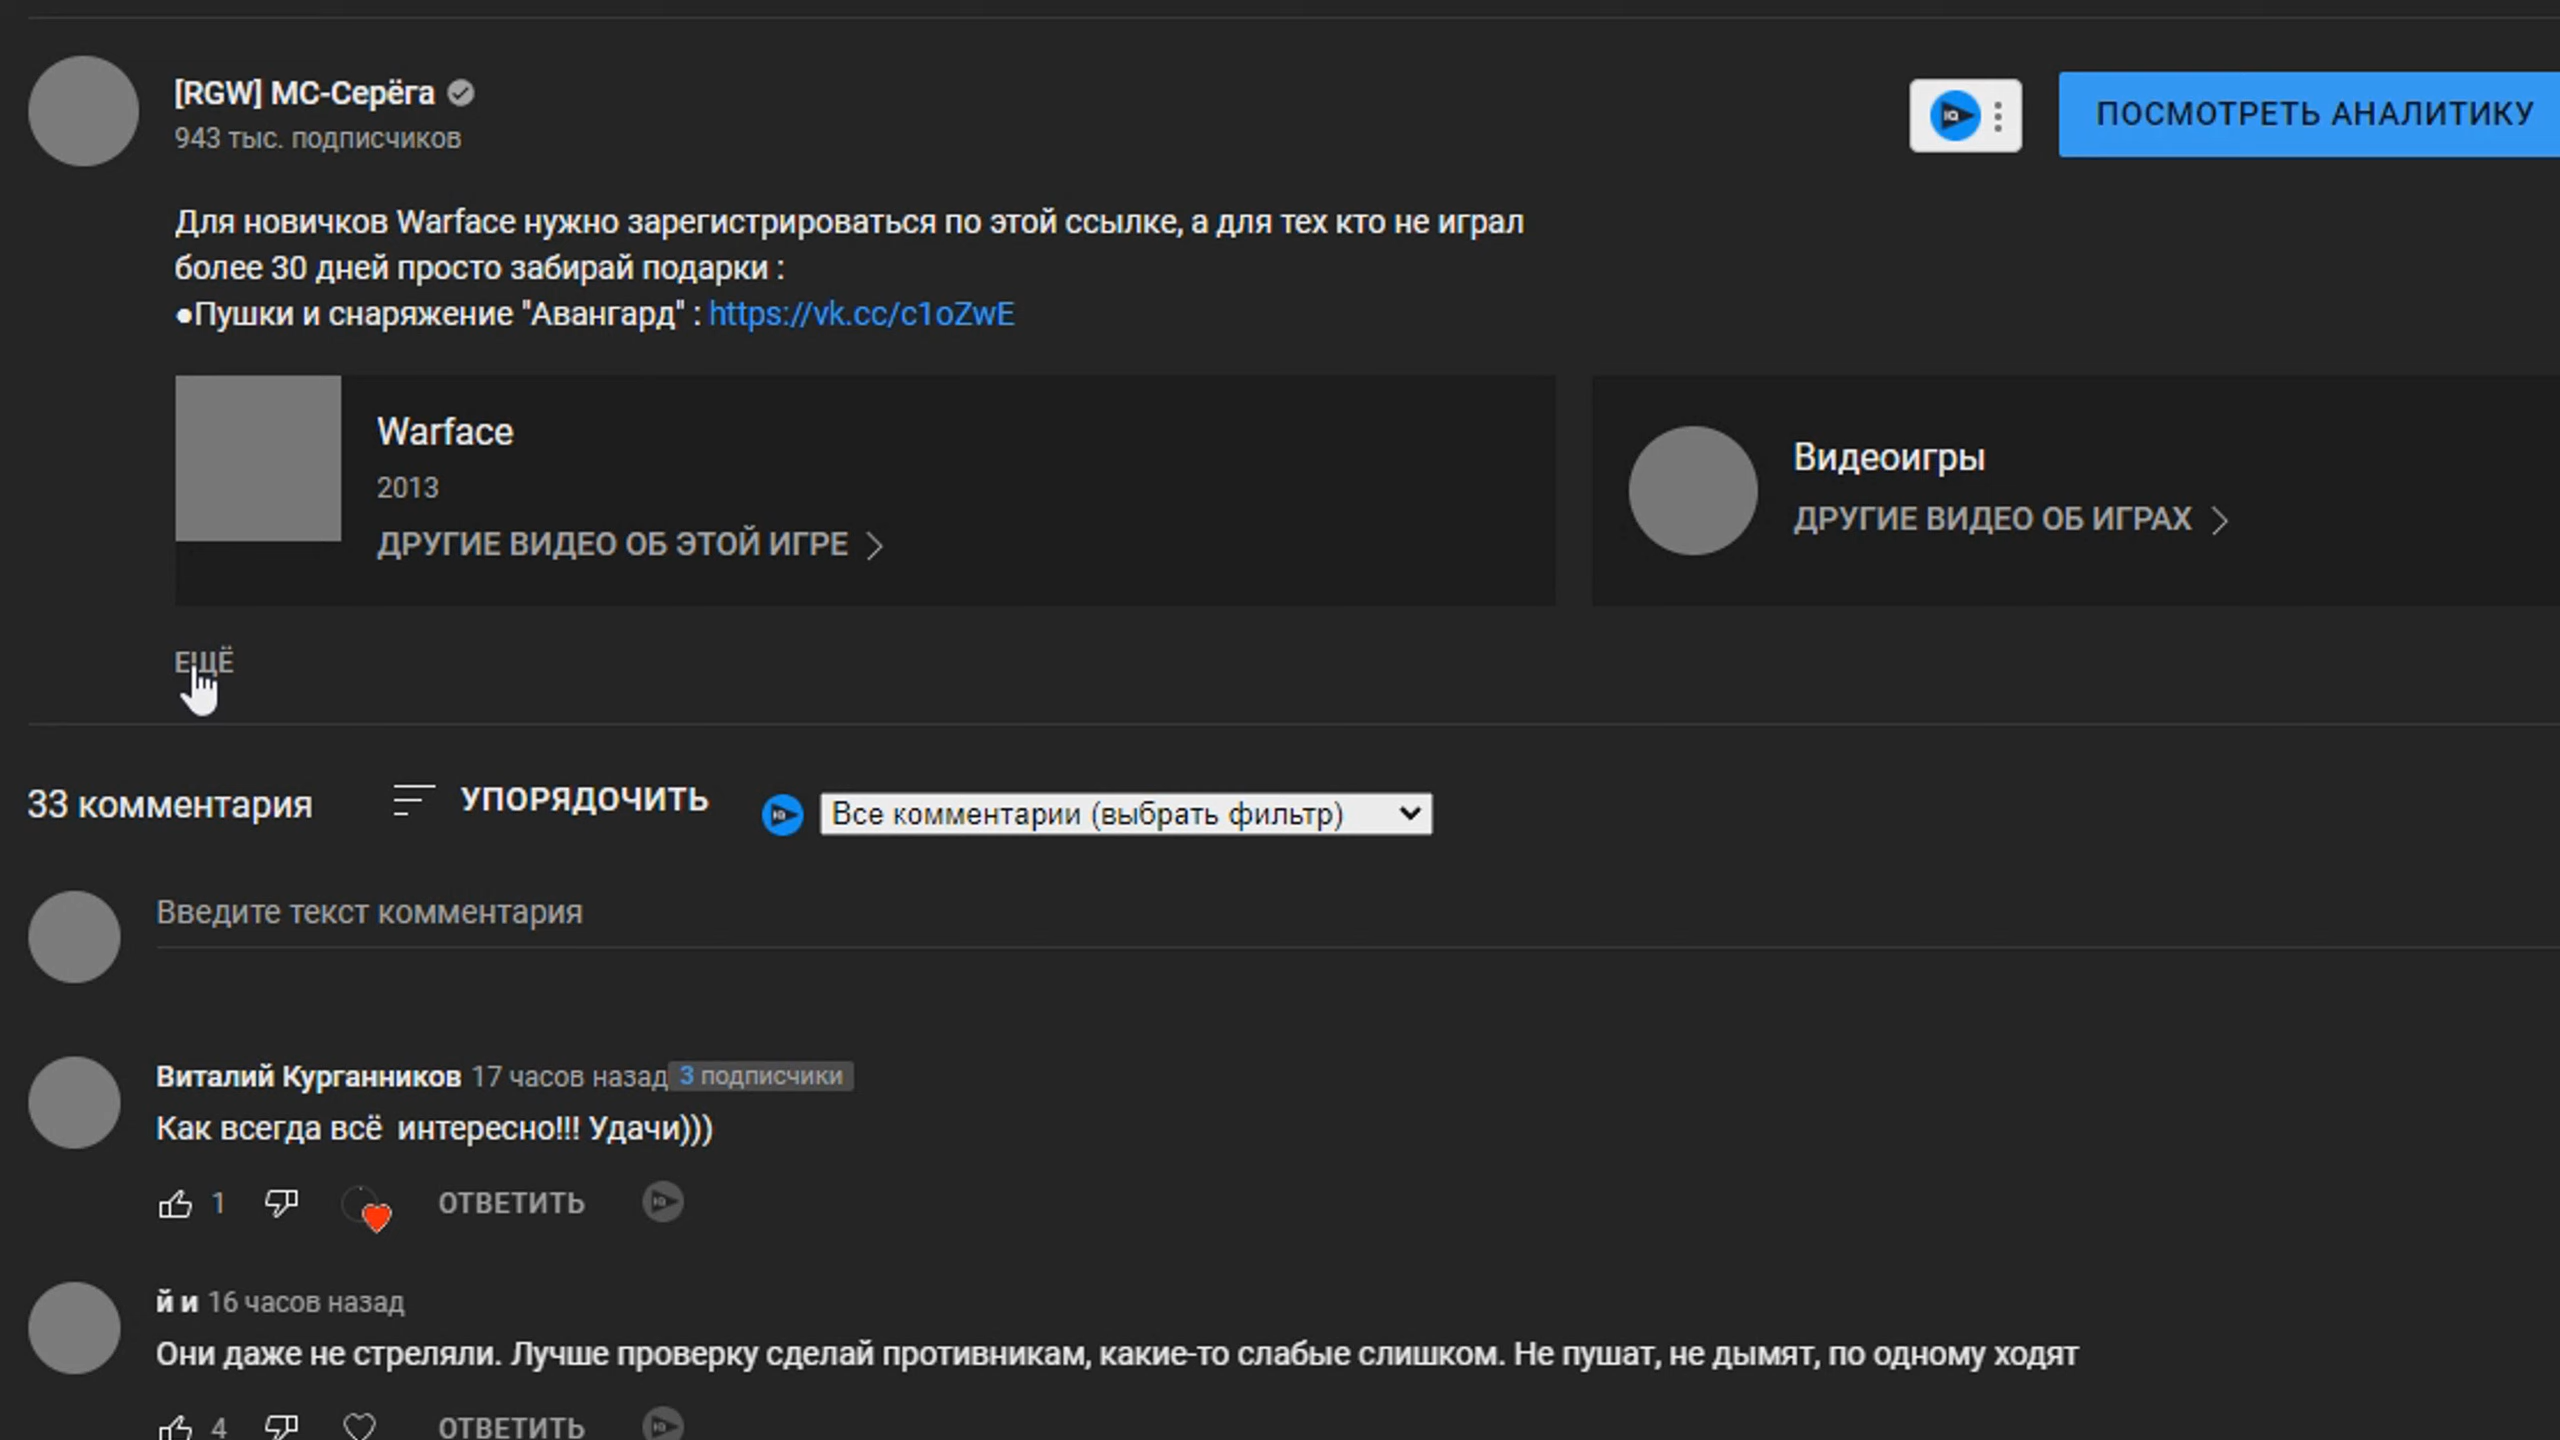 [RGW] МС-Серёга
943 тыс. подписчиков
ПОСМОТРЕТЬ АНАЛИТИКУ
Для новичков Warface нужно зарегистрироваться по этой ссылке, а для тех кто не играл
более 30 дней просто забирай подарки :
●Пушки и снаряжение "Авангард" : https://vk.cc/c1oZwE
Warface
2013
ДРУГИЕ ВИДЕО ОБ ЭТОЙ ИГРЕ
Видеоигры
ДРУГИЕ ВИДЕО ОБ ИГРАХ
ЕЩЁ
33 комментария
УПОРЯДОЧИТЬ
Все комментарии (выбрать фильтр)
Введите текст комментария
Виталий Курганников 17 часов назад 3 подписчики
Как всегда всё интересно!!! Удачи)))
1 ОТВЕТИТЬ
й и 16 часов назад
Они даже не стреляли. Лучше проверку сделай противникам, какие-то слабые слишком. Не пушат, не дымят, по одному ходят
4 ОТВЕТИТЬ